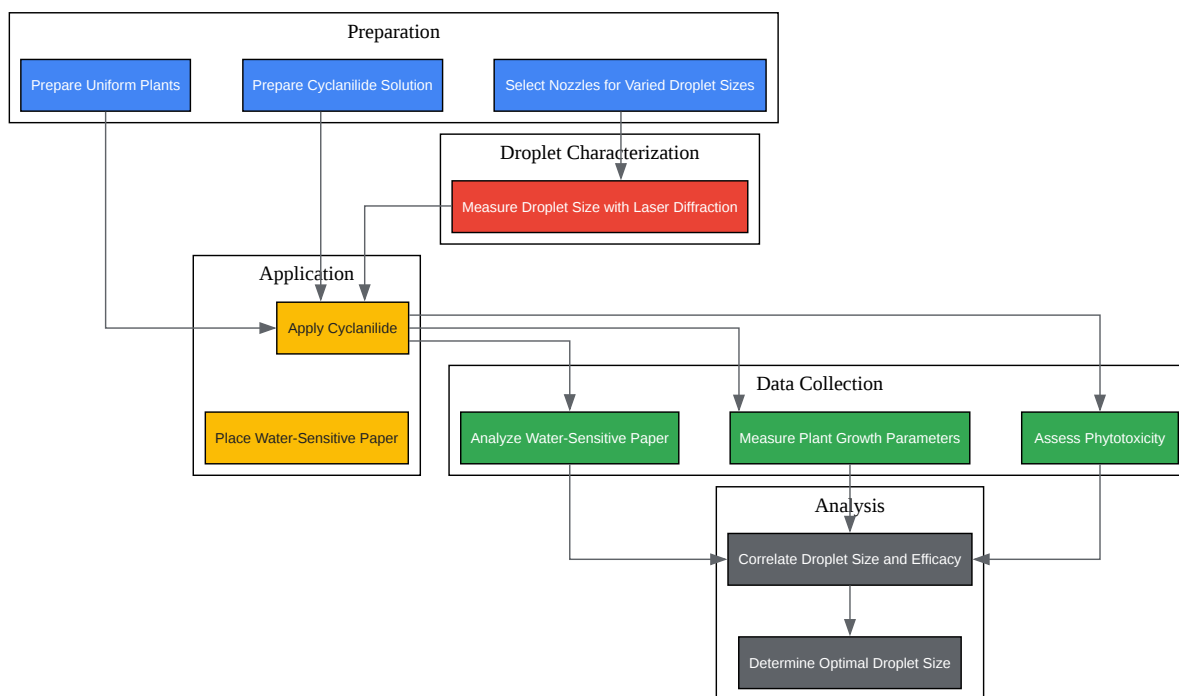 Preparation
Prepare Uniform Plants
Prepare Cyclanilide Solution
Select Nozzles for Varied Droplet Sizes
Droplet Characterization
Measure Droplet Size with Laser Diffraction
Application
Apply Cyclanilide
Place Water-Sensitive Paper
Data Collection
Analyze Water-Sensitive Paper
Measure Plant Growth Parameters
Assess Phytotoxicity
Analysis
Correlate Droplet Size and Efficacy
Determine Optimal Droplet Size